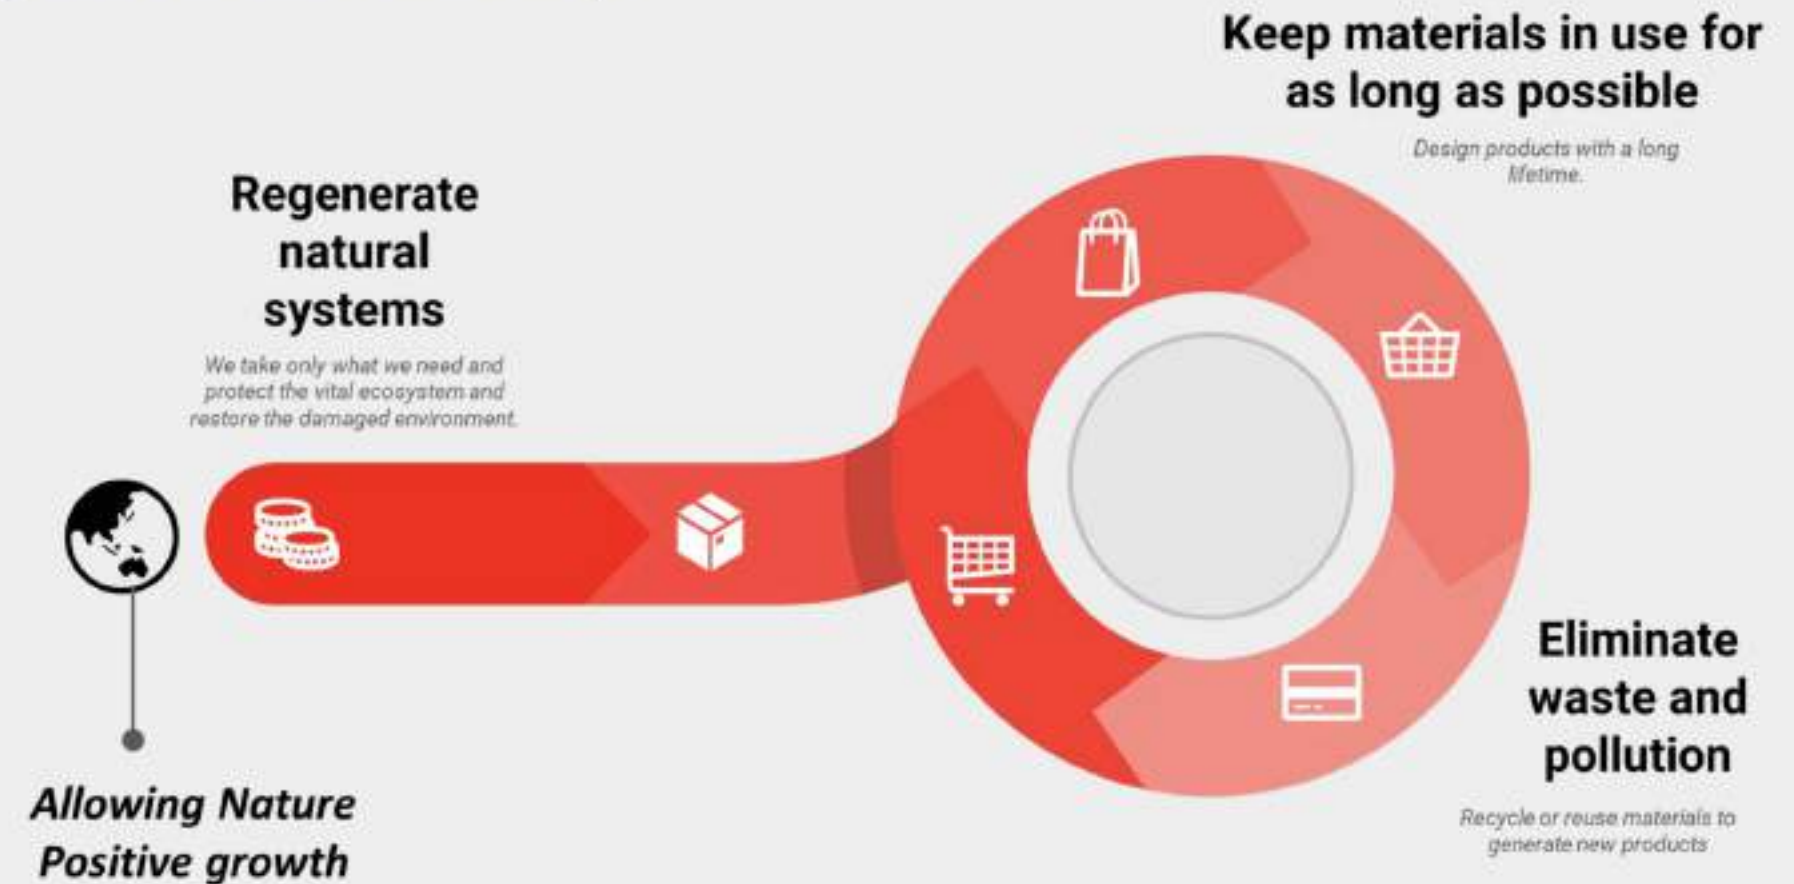 Keep materials in use for
as long as possible
Design products with a long
lifetime.
Regenerate
natural
systems
We take only what we need and
protect the vital ecosystem and
restore the damaged environment.
Eliminate
waste and
pollution
Recycle or reuse materials to
generate new products
Allowing Nature
Positive growth